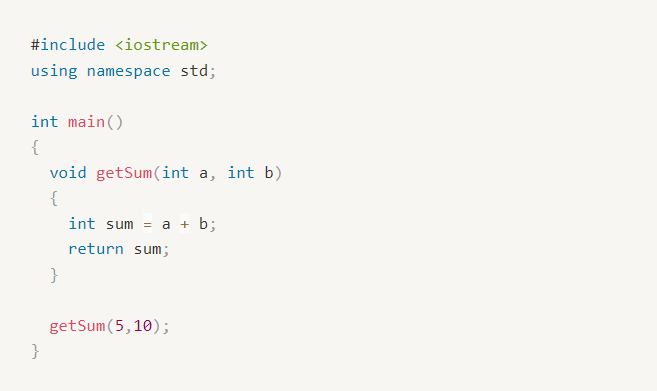 #include <iostream>
using namespace std;
int main()
{
void getSum(int a, int b)
{
int sum = a + b;
return sum;
}
getSum(5,10);
}